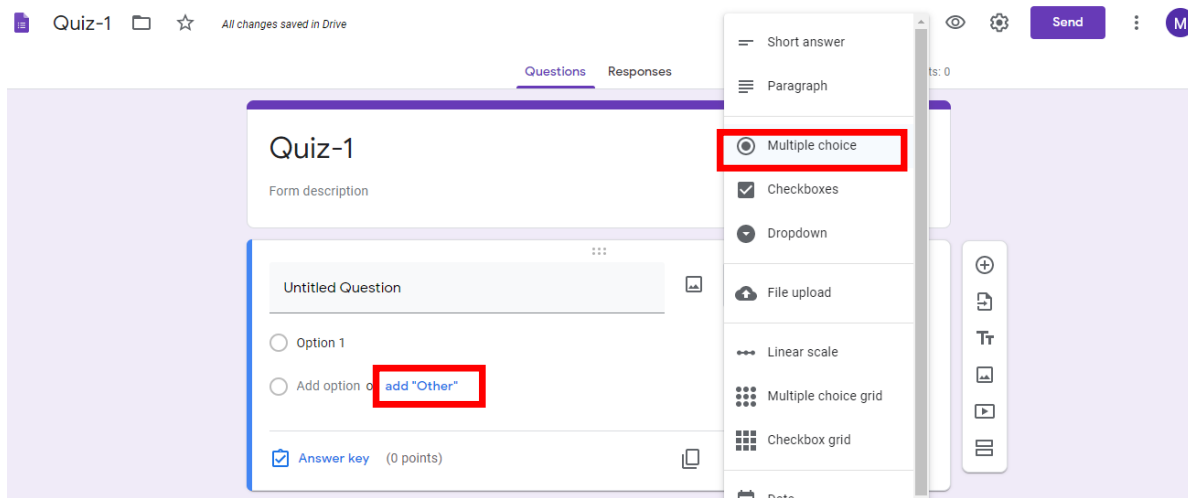 Quiz-1
All changes saved in Drive
Send
M
Questions Responses
ts: 0
Quiz-1
Form description
Untitled Question
Option 1
Add option o add "Other"
Answer key (0 points)
Short answer
Paragraph
Multiple choice
Checkboxes
Dropdown
File upload
Linear scale
Multiple choice grid
Checkbox grid
Date
Tт